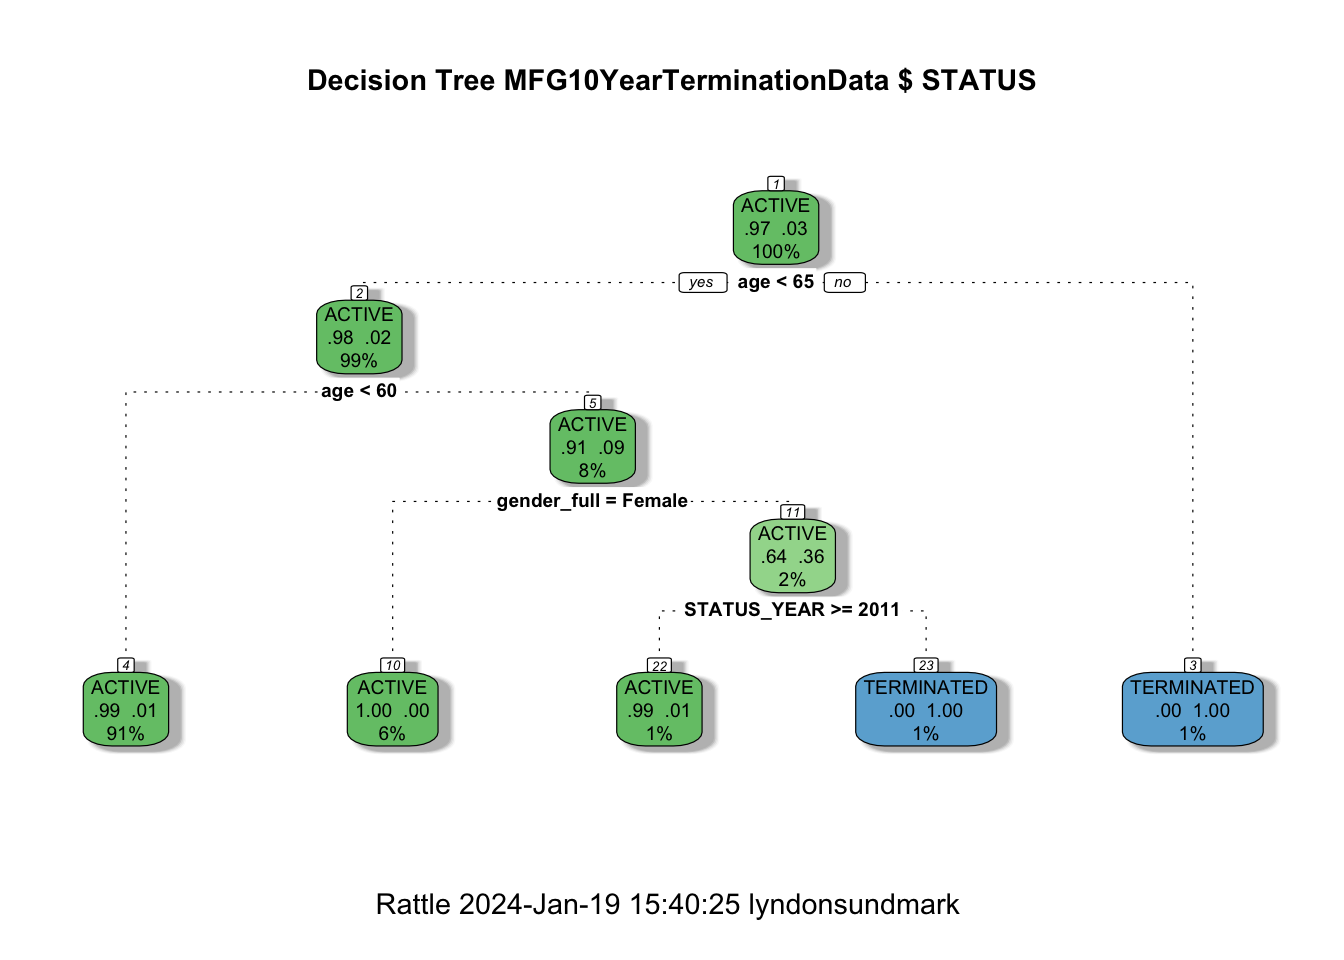 Decision Tree MFG10YearTerminationData $ STATUS
1
ACTIVE
.97 .03
100%
yes age < 65 no
2
ACTIVE
.98 .02
99%
age < 60
5
ACTIVE
.91 .09
8%
gender_full = Female
11
ACTIVE
.64 .36
2%
STATUS_YEAR >= 2011
4
ACTIVE
.99 .01
91%
10
ACTIVE
1.00 .00
6%
22
ACTIVE
.99 .01
1%
23
TERMINATED
.00 1.00
1%
3
TERMINATED
.00 1.00
1%
Rattle 2024-Jan-19 15:40:25 lyndonsundmark